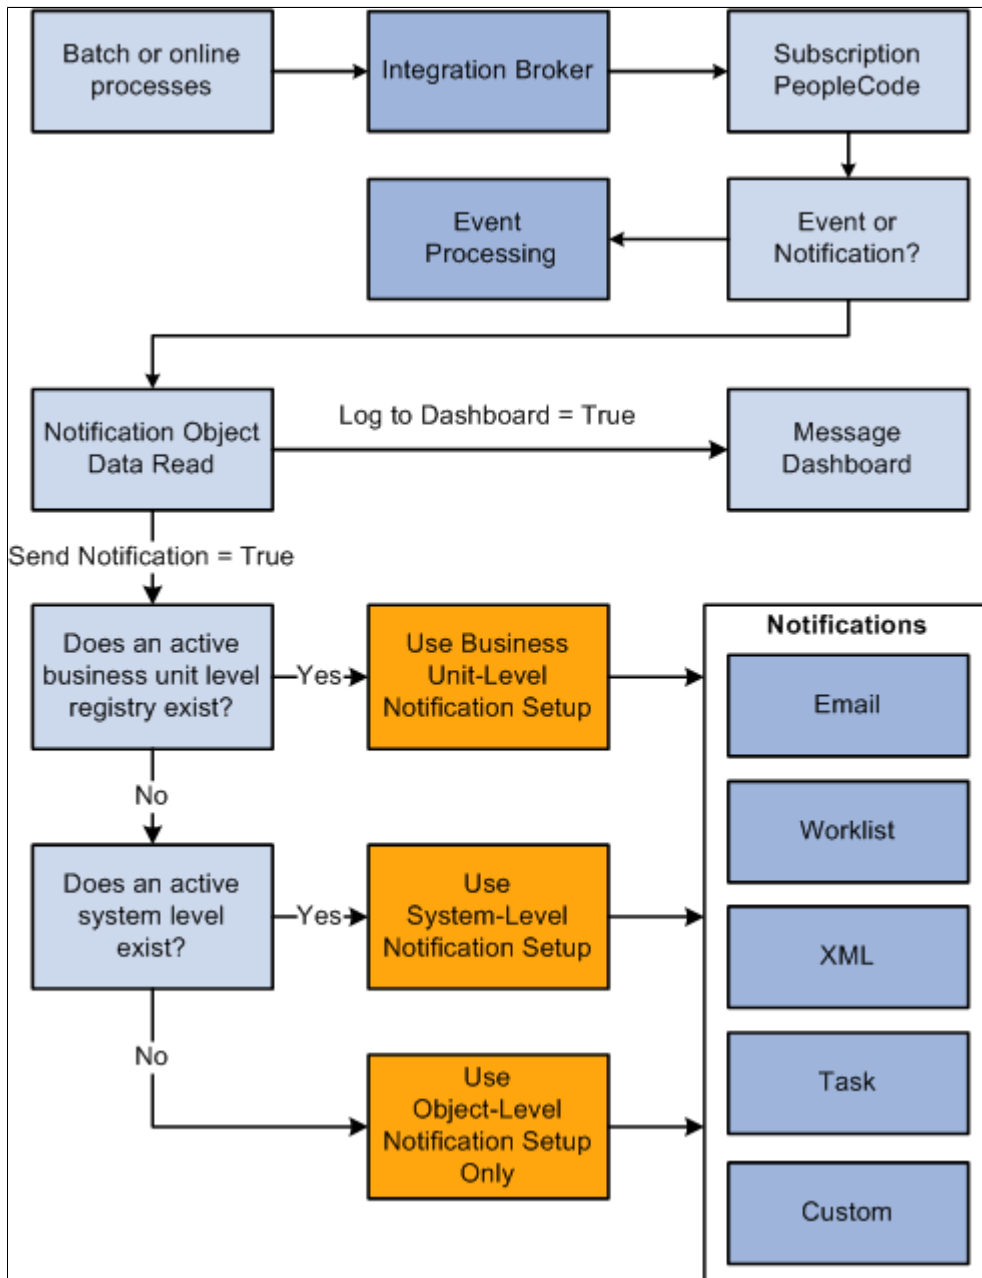 Batch or online
processes
Integration Broker
Subscription
PeopleCode
Event
Processing
Event or
Notification?
Notification Object
Data Read
Log to Dashboard = True
Message
Dashboard
Send Notification = True
Does an active
business unit level
registry exist?
Yes
Use Business
Unit-Level
Notification Setup
Notifications
Email
Worklist
XML
Task
Custom
No
Does an active
system level
exist?
Yes
Use
System-Level
Notification Setup
No
Use
Object-Level
Notification Setup
Only